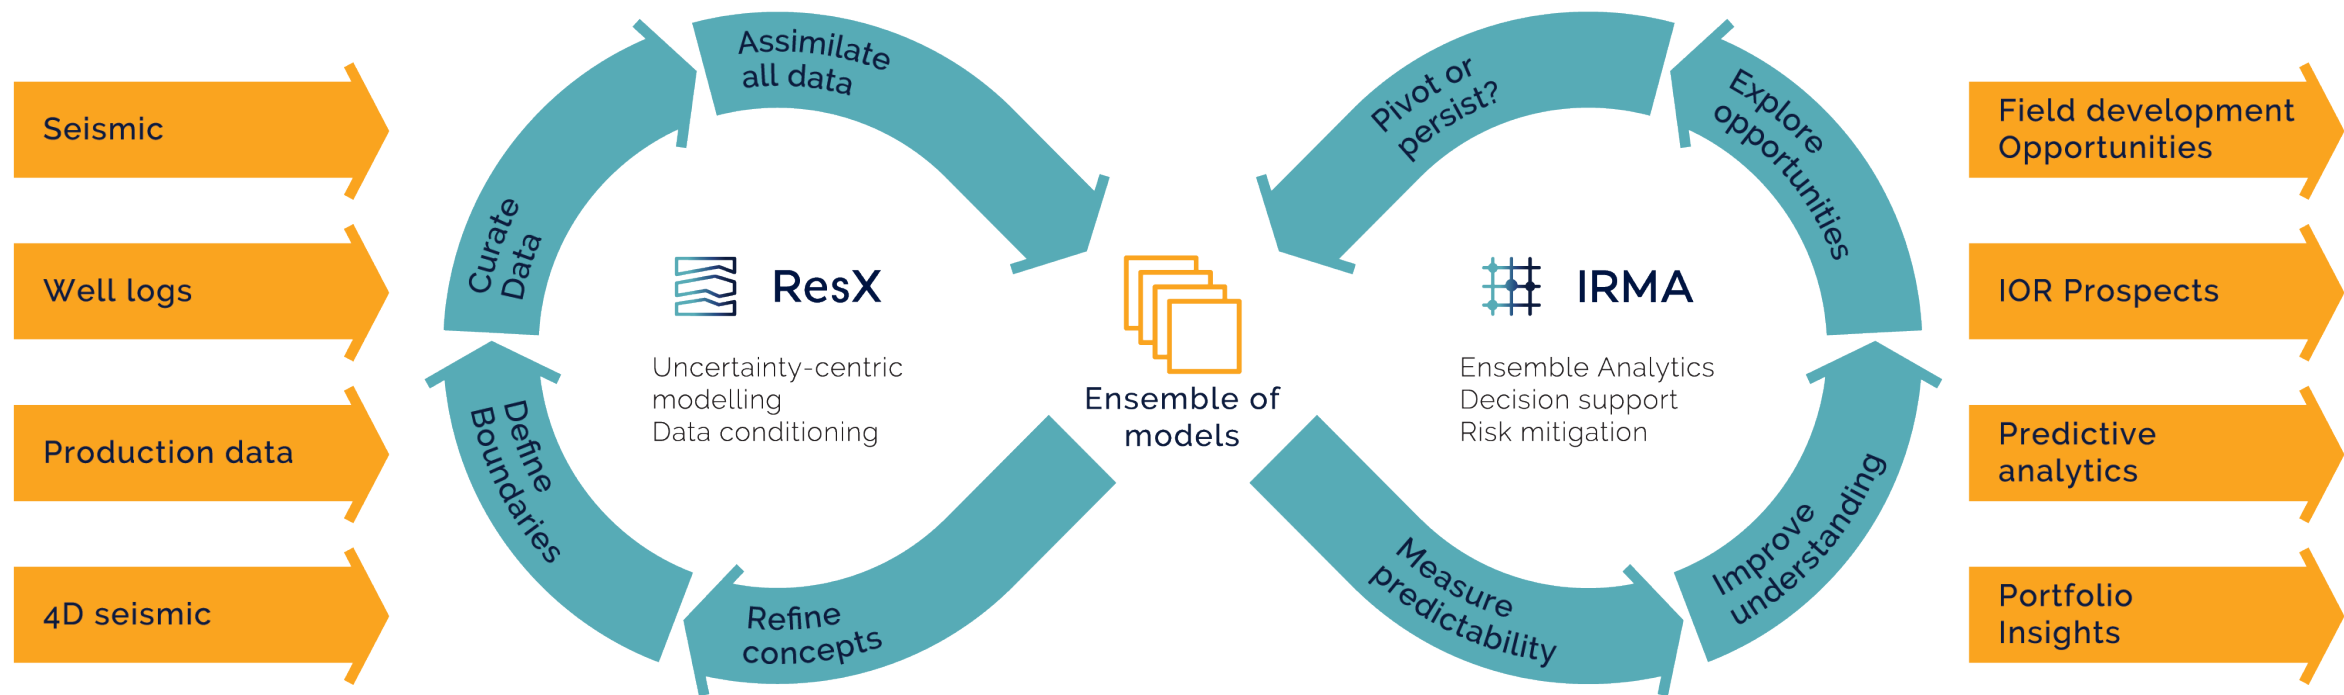 Seismic
Well logs
Production data
4D seismic
Assimilate
all data
Curate
Data
Define
Boundaries
Refine
concepts
ResX
Uncertainty-centric
modelling
Data conditioning
Ensemble of
models
Pivot or
persist?
Explore
opportunities
Improve
understanding
Measure
predictability
IRMA
Ensemble Analytics
Decision support
Risk mitigation
Field development
Opportunities
IOR Prospects
Predictive
analytics
Portfolio
Insights